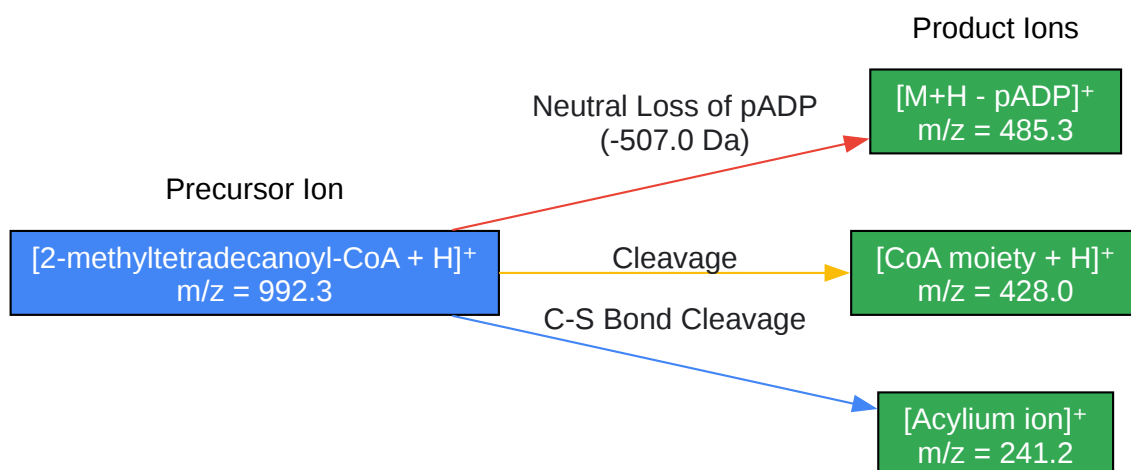 Product Ions
[M+H - pADP]⁺
m/z = 485.3
Neutral Loss of pADP
(-507.0 Da)
Precursor Ion
[2-methyltetradecanoyl-CoA + H]⁺
m/z = 992.3
Cleavage
[CoA moiety + H]⁺
m/z = 428.0
C-S Bond Cleavage
[Acylium ion]⁺
m/z = 241.2